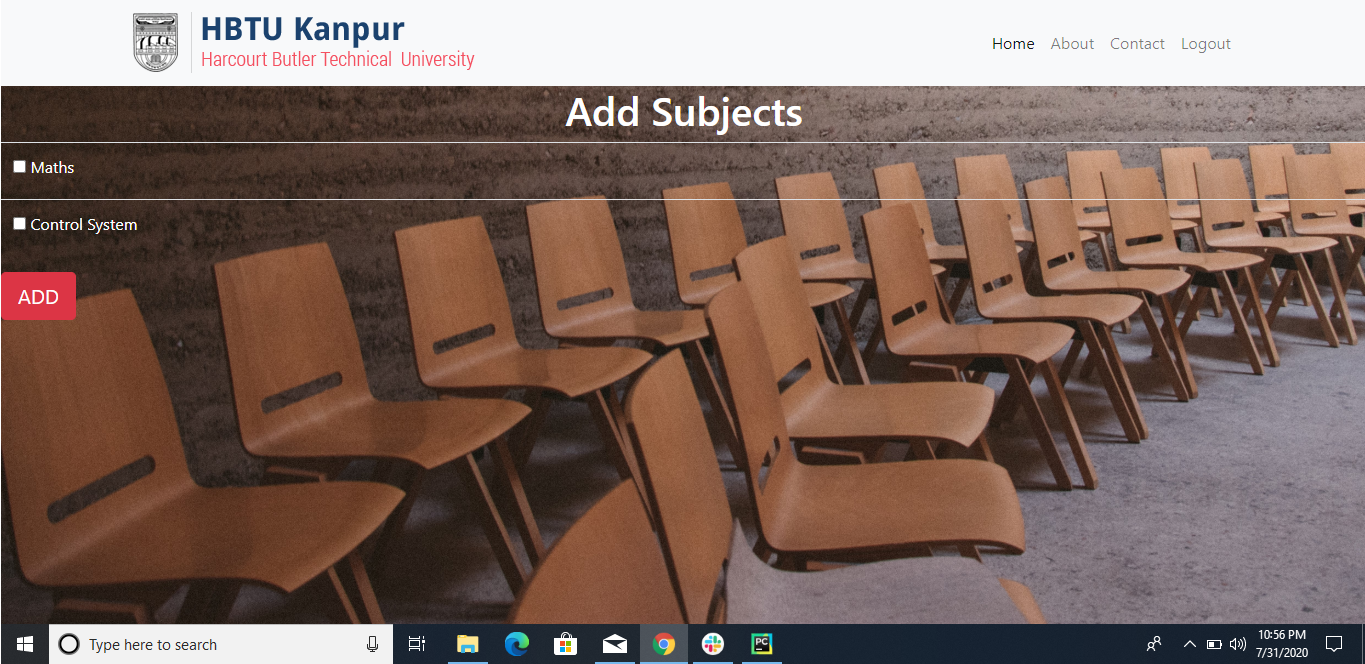 HBTU Kanpur
Harcourt Butler Technical University
Home About Contact Logout
Add Subjects
Maths
Control System
ADD
Type here to search
PC
10:56 PM
7/31/2020